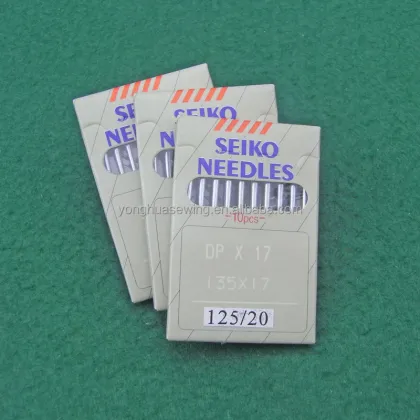 SEIKO
NEEDLES
-10pcs-
DP X 17
135X17
125/20
yonghuasewing.en.alibaba.com